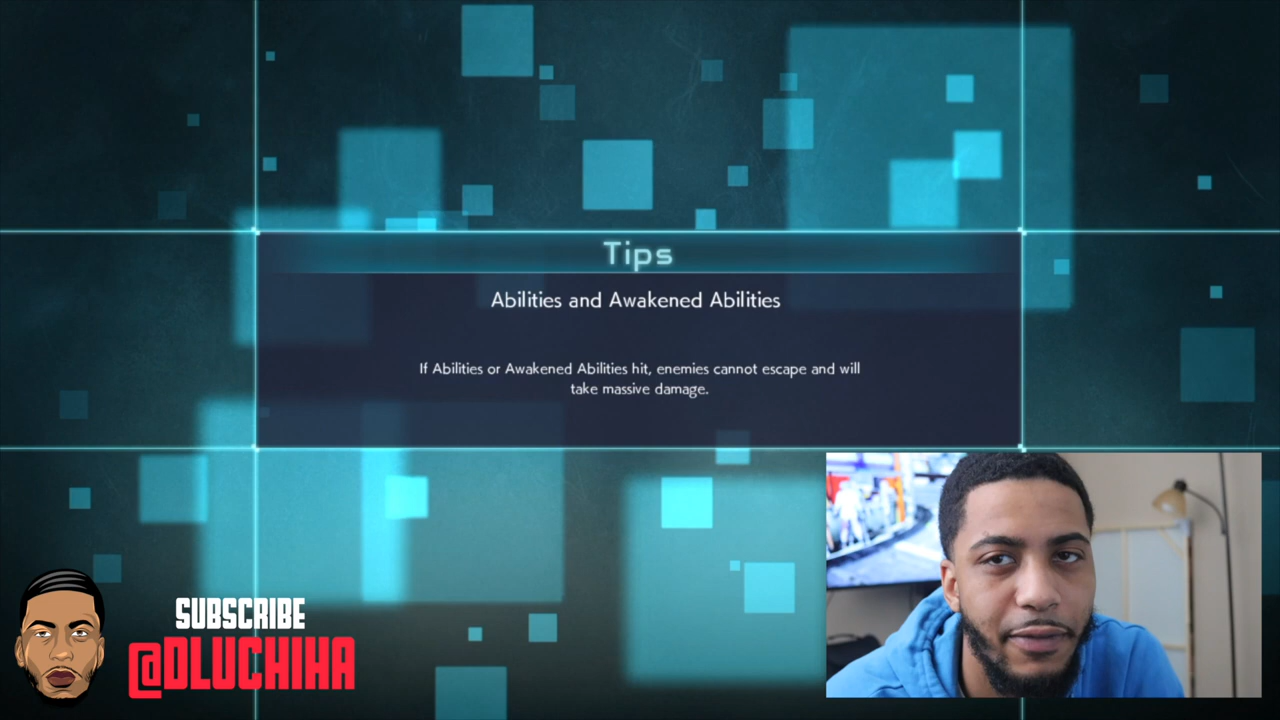 Tips
Abilities and Awakened Abilities
If Abilities or Awakened Abilities hit, enemies cannot escape and will
take massive damage.
SUBSCRIBE
@DLUCHIHA